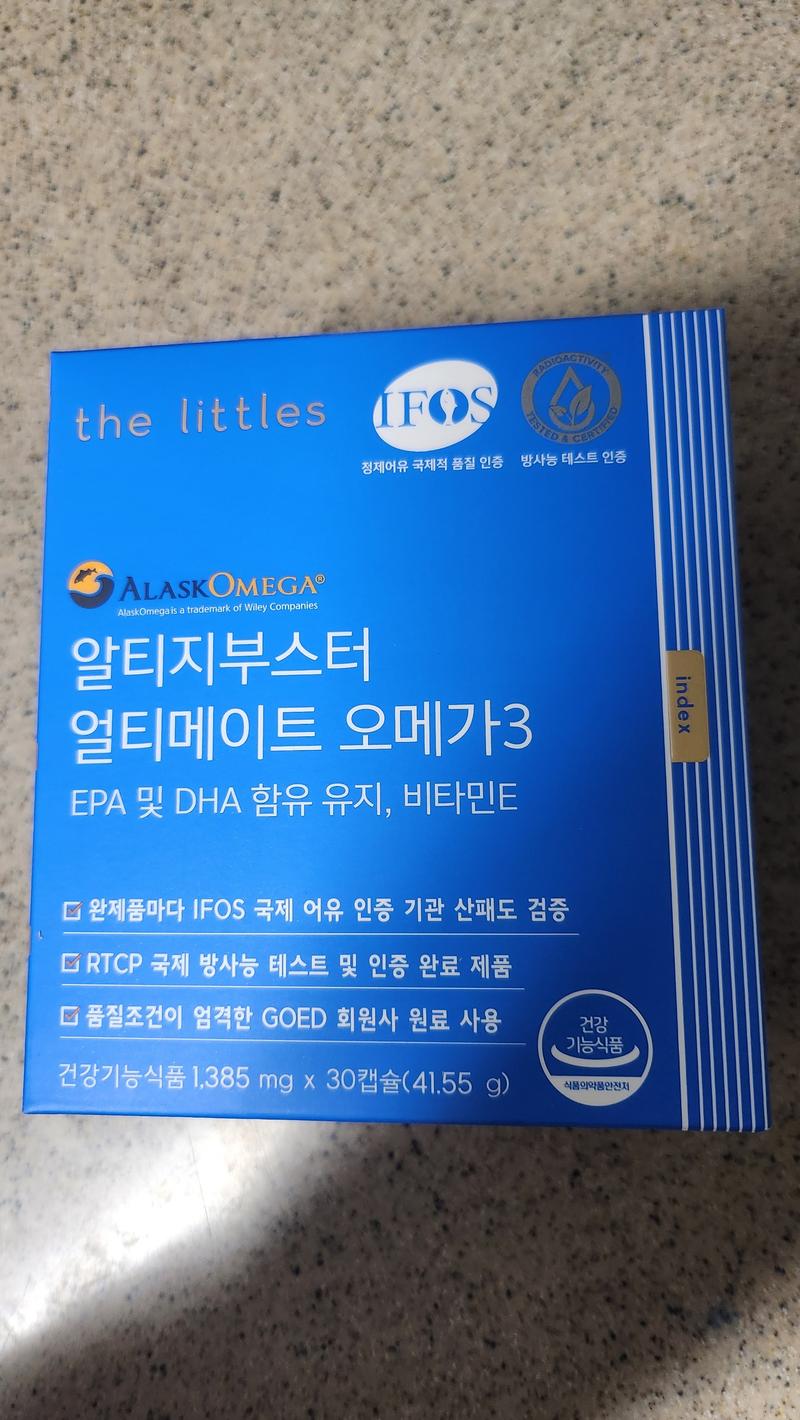 the littles
IFOS
정제어유 국제적 품질 인증
RADIOACTIVITY
TESTED & CERTIFIED
방사능 테스트 인증
ALASKOMEGA®
AlaskOmega is a trademark of Wiley Companies
알티지부스터
얼티메이트 오메가3
EPA 및 DHA 함유 유지, 비타민E
index
완제품마다 IFOS 국제 어유 인증 기관 산패도 검증
RTCP 국제 방사능 테스트 및 인증 완료 제품
품질조건이 엄격한 GOED 회원사 원료 사용
건강기능식품 1,385 mg x 30캡슐(41.55 g)
건강
기능식품
식품의약품안전처